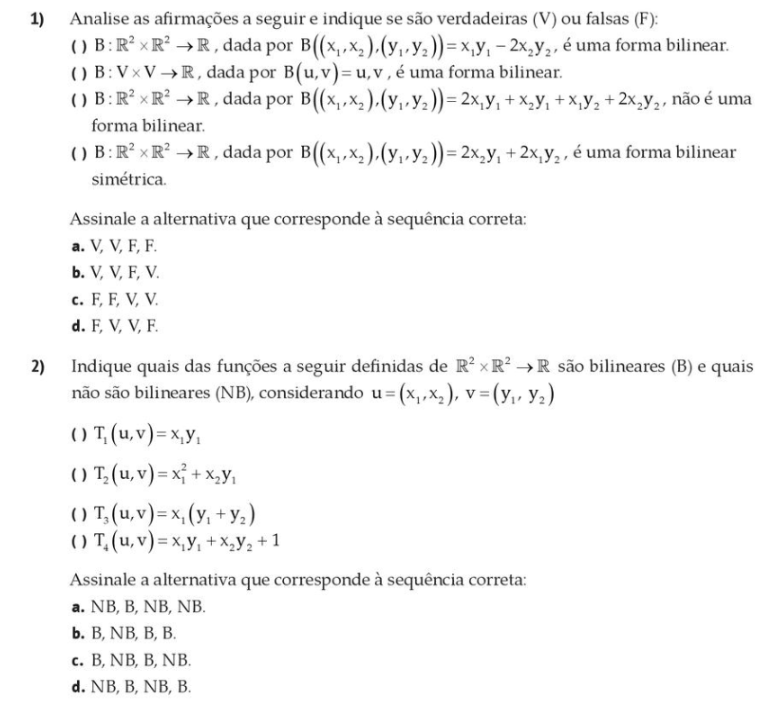 1) Analise as afirmações a seguir e indique se são verdadeiras (V) ou falsas (F):
( ) B : ℝ² × ℝ² → ℝ , dada por B((x₁,x₂),(y₁,y₂)) = x₁y₁ − 2x₂y₂ , é uma forma bilinear.
( ) B : V × V → ℝ , dada por B(u,v) = u,v , é uma forma bilinear.
( ) B : ℝ² × ℝ² → ℝ , dada por B((x₁,x₂),(y₁,y₂)) = 2x₁y₁ + x₂y₁ + x₁y₂ + 2x₂y₂ , não é uma
forma bilinear.
( ) B : ℝ² × ℝ² → ℝ , dada por B((x₁,x₂),(y₁,y₂)) = 2x₂y₁ + 2x₁y₂ , é uma forma bilinear
simétrica.
Assinale a alternativa que corresponde à sequência correta:
a. V, V, F, F.
b. V, V, F, V.
c. F, F, V, V.
d. F, V, V, F.
2) Indique quais das funções a seguir definidas de ℝ² × ℝ² → ℝ são bilineares (B) e quais
não são bilineares (NB), considerando u = (x₁,x₂), v = (y₁, y₂)
( ) T₁(u,v) = x₁y₁
( ) T₂(u,v) = x₁² + x₂y₁
( ) T₃(u,v) = x₁(y₁ + y₂)
( ) T₄(u,v) = x₁y₁ + x₂y₂ + 1
Assinale a alternativa que corresponde à sequência correta:
a. NB, B, NB, NB.
b. B, NB, B, B.
c. B, NB, B, NB.
d. NB, B, NB, B.